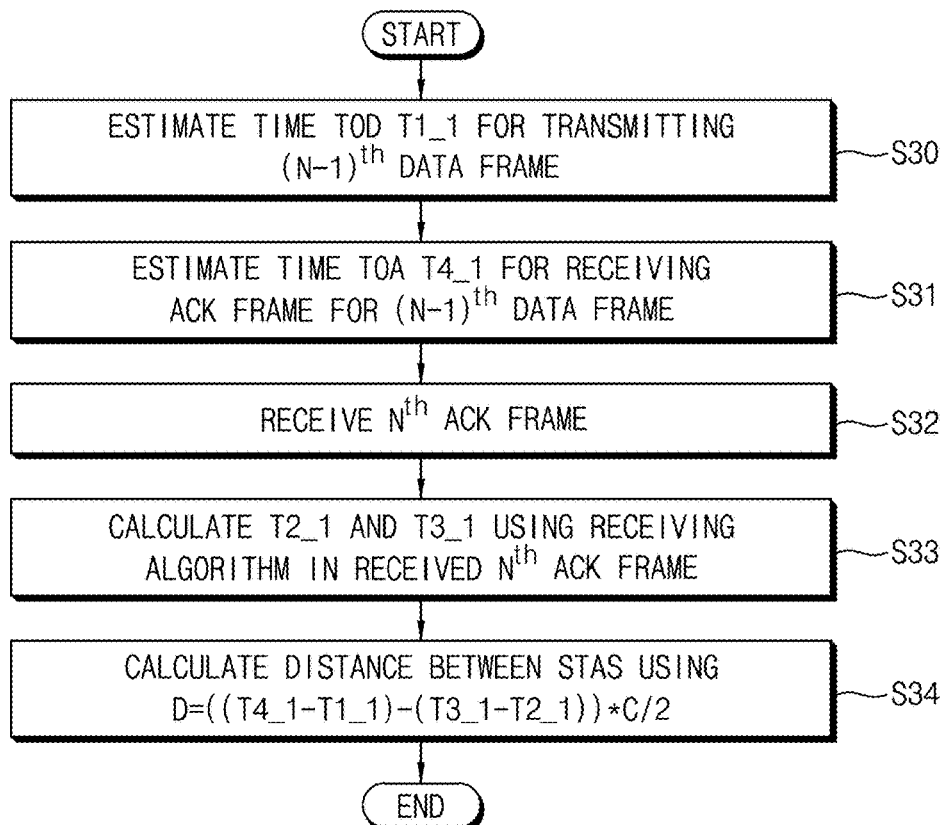 START
ESTIMATE TIME TOD T1_1 FOR TRANSMITTING
(N-1)th DATA FRAME
S30
ESTIMATE TIME TOA T4_1 FOR RECEIVING
ACK FRAME FOR (N-1)th DATA FRAME
S31
RECEIVE Nth ACK FRAME
S32
CALCULATE T2_1 AND T3_1 USING RECEIVING
ALGORITHM IN RECEIVED Nth ACK FRAME
S33
CALCULATE DISTANCE BETWEEN STAS USING
D=((T4_1-T1_1)-(T3_1-T2_1))*C/2
S34
END